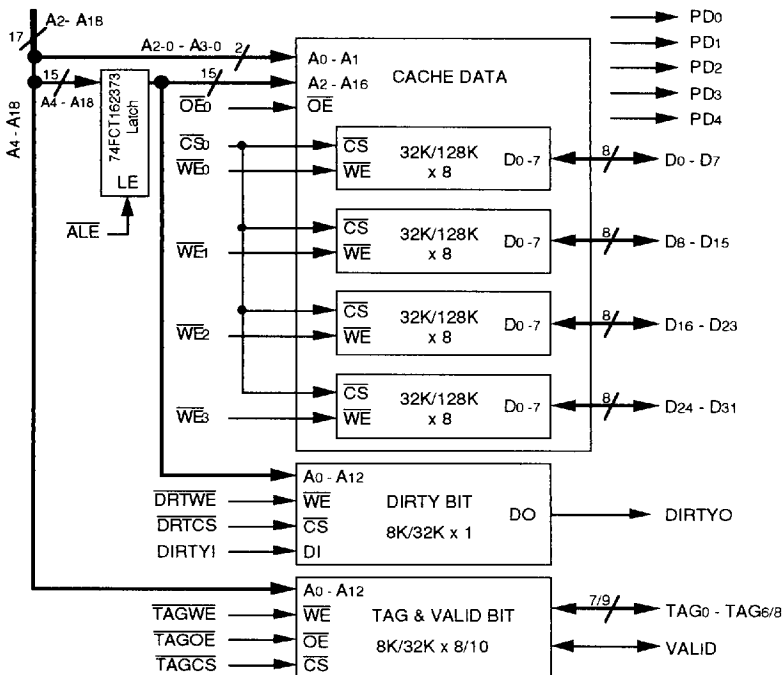 A2- A18
17
A2-0 - A3-0
2
A0 - A1
CACHE DATA
15
A4 - A18
15
A2 - A16
OE0
OE
A4 - A18
74FCT162373
Latch
LE
ALE
PD0
PD1
PD2
PD3
PD4
CS0
CS
32K/128K
x 8
D0-7
8
D0 - D7
WE0
WE
CS
32K/128K
x 8
D0-7
8
D8 - D15
WE1
WE
CS
32K/128K
x 8
D0-7
8
D16 - D23
WE2
WE
CS
32K/128K
x 8
D0-7
8
D24 - D31
WE3
WE
A0 - A12
DRTWE
WE
DIRTY BIT
DO
DIRTYO
DRTCS
CS
8K/32K x 1
DIRTYI
DI
A0 - A12
TAGWE
WE
TAG & VALID BIT
7/9
TAG0 - TAG6/8
TAGOE
OE
8K/32K x 8/10
VALID
TAGCS
CS